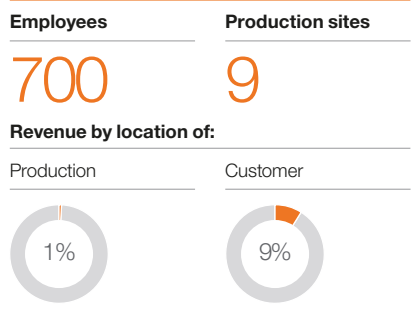 Employees
Production sites
700
9
Revenue by location of:
Production
Customer
1%
9%